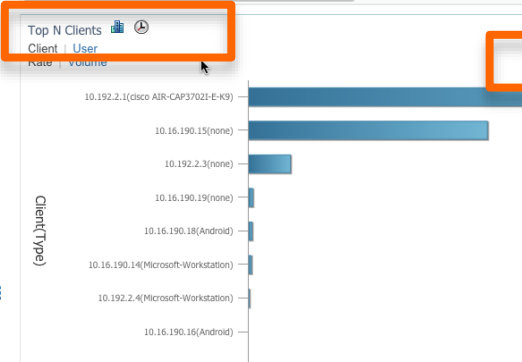 Top N Clients
Client | User
Rate | Volume
10.192.2.1(cisco AIR-CAP3702I-E-K9)
10.16.190.15(none)
10.192.2.3(none)
10.16.190.19(none)
10.16.190.18(Android)
10.16.190.14(Microsoft-Workstation)
10.192.2.4(Microsoft-Workstation)
10.16.190.16(Android)
Client(Type)